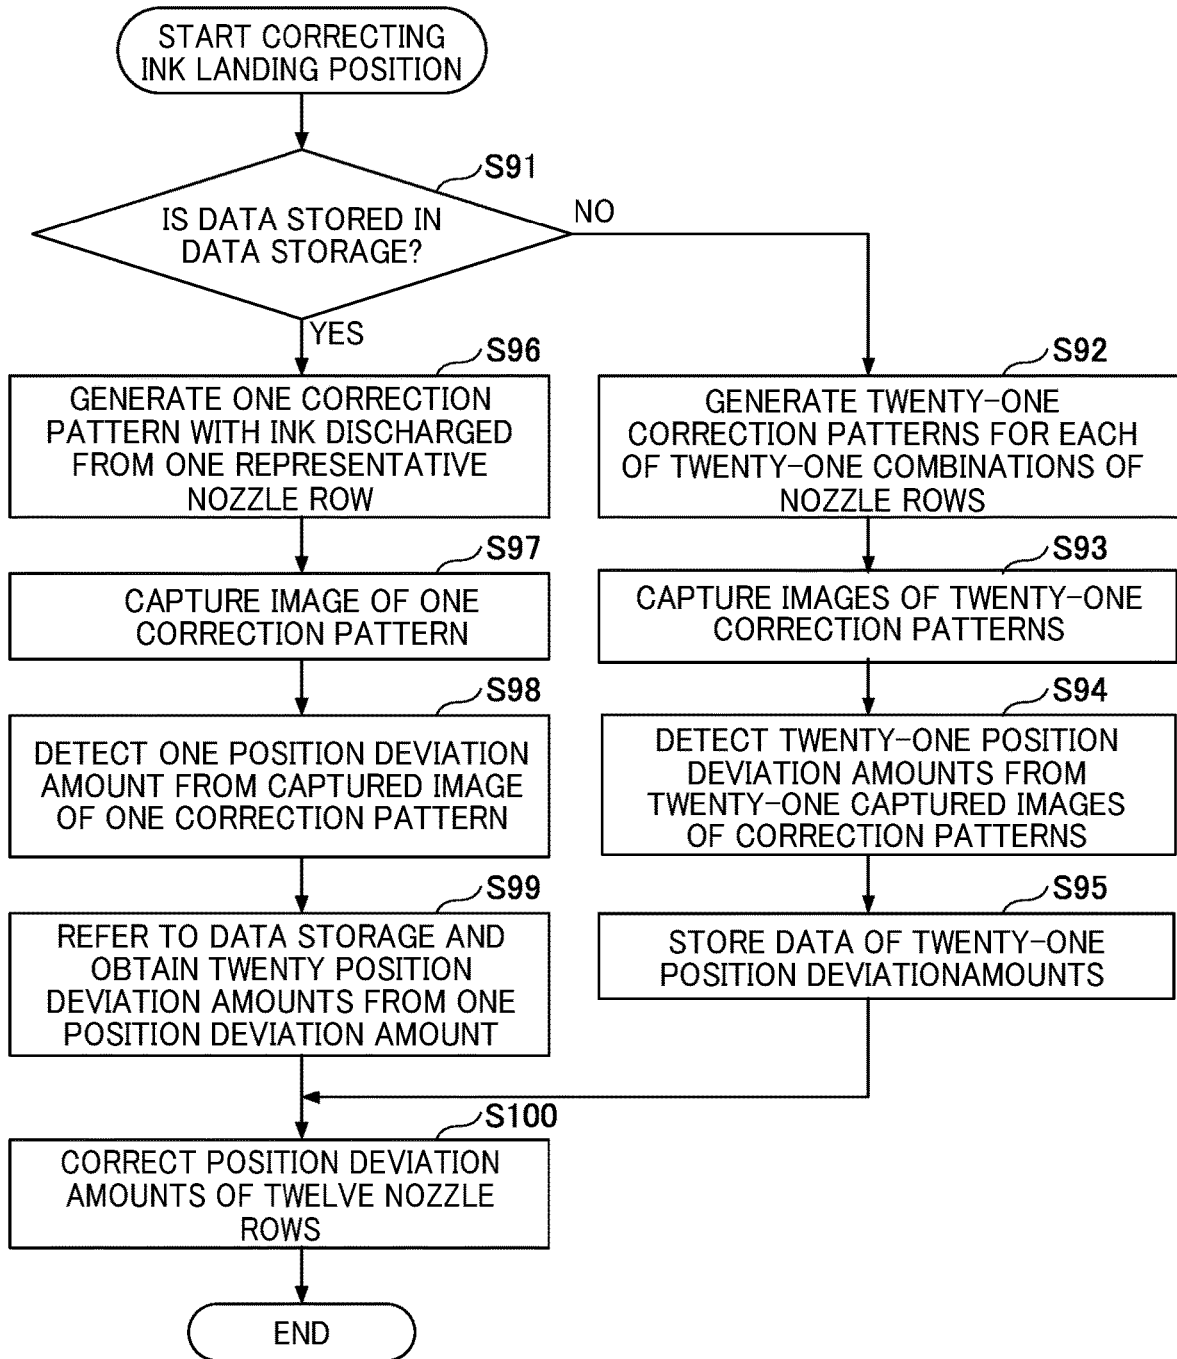 START CORRECTING
INK LANDING POSITION
S91
IS DATA STORED IN
DATA STORAGE?
NO
YES
S96
GENERATE ONE CORRECTION
PATTERN WITH INK DISCHARGED
FROM ONE REPRESENTATIVE
NOZZLE ROW
S97
CAPTURE IMAGE OF ONE
CORRECTION PATTERN
S98
DETECT ONE POSITION DEVIATION
AMOUNT FROM CAPTURED IMAGE
OF ONE CORRECTION PATTERN
S99
REFER TO DATA STORAGE AND
OBTAIN TWENTY POSITION
DEVIATION AMOUNTS FROM ONE
POSITION DEVIATION AMOUNT
S92
GENERATE TWENTY-ONE
CORRECTION PATTERNS FOR EACH
OF TWENTY-ONE COMBINATIONS OF
NOZZLE ROWS
S93
CAPTURE IMAGES OF TWENTY-ONE
CORRECTION PATTERNS
S94
DETECT TWENTY-ONE POSITION
DEVIATION AMOUNTS FROM
TWENTY-ONE CAPTURED IMAGES
OF CORRECTION PATTERNS
S95
STORE DATA OF TWENTY-ONE
POSITION DEVIATIONAMOUNTS
S100
CORRECT POSITION DEVIATION
AMOUNTS OF TWELVE NOZZLE
ROWS
END